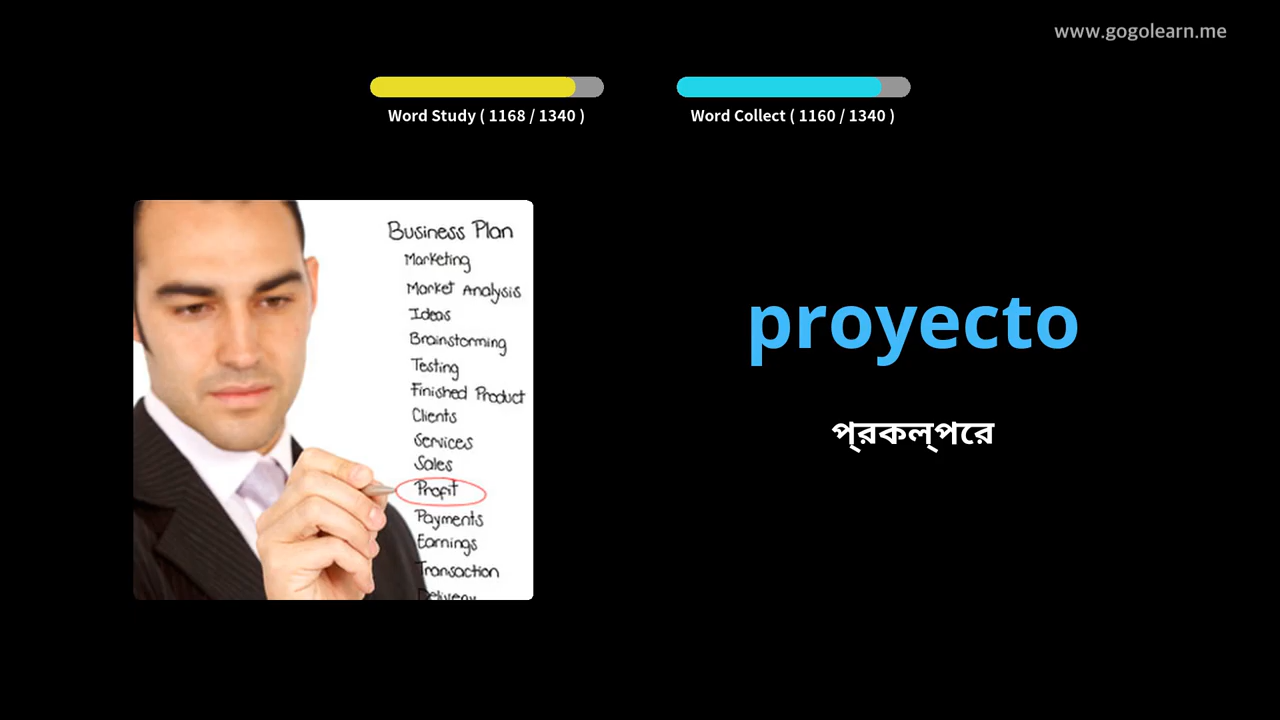 www.gogolearn.me
Word Study ( 1168 / 1340 )
Word Collect ( 1160 / 1340 )
Business Plan
Marketing
Market Analysis
Ideas
Brainstorming
Testing
Finished Product
Clients
Services
Sales
Profit
Payments
Earnings
Transaction
Delivery
proyecto
প্রকল্পরে